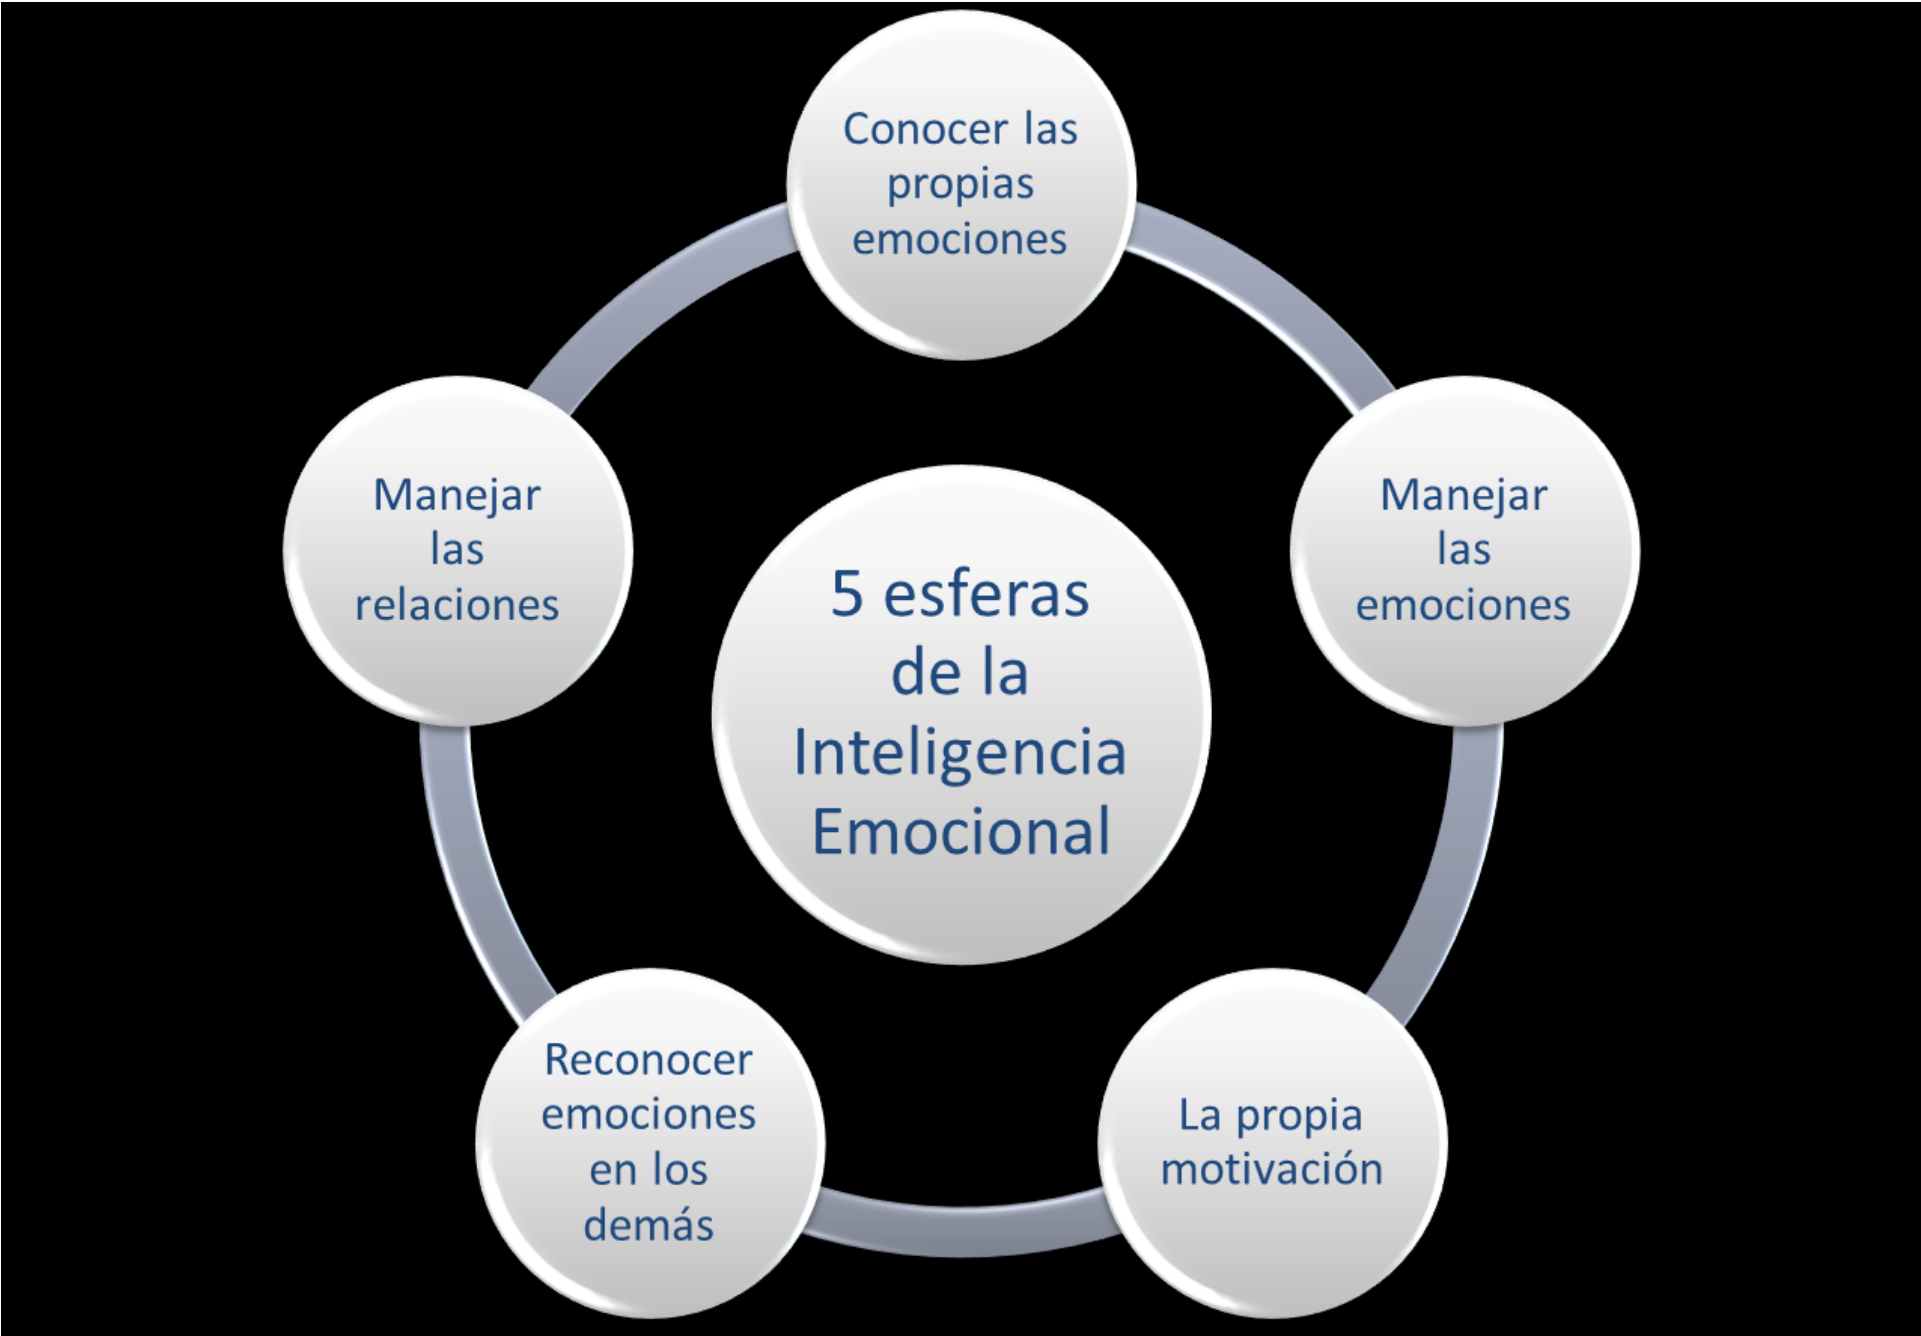 Conocer las
propias
emociones
Manejar
las
emociones
La propia
motivación
Reconocer
emociones
en los
demás
Manejar
las
relaciones
5 esferas
de la
Inteligencia
Emocional